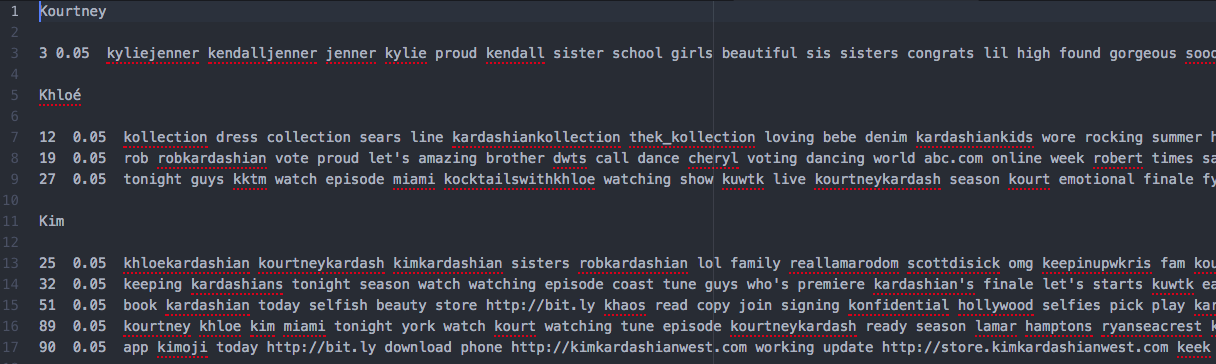 1 Kourtney
2
3 3 0.05 kyliejenner kendalljenner jenner kylie proud kendall sister school girls beautiful sis sisters congrats lil high found gorgeous sooo
4
5 Khloé
6
7 12 0.05 kollection dress collection sears line kardashiankollection thek_kollection loving bebe denim kardashiankids wore rocking summer
8 19 0.05 rob robkardashian vote proud let's amazing brother dwts call dance cheryl voting dancing world abc.com online week robert times
9 27 0.05 tonight guys kktm watch episode miami kocktailswithkhloe watching show kuwtk live kourtneykardash season kourt emotional finale
10
11 Kim
12
13 25 0.05 khloekardashian kourtneykardash kimkardashian sisters robkardashian lol family reallamarodom scottdisick omg keepinupwkris fam
14 32 0.05 keeping kardashians tonight season watch watching episode coast tune guys who's premiere kardashian's finale let's starts kuwtk
15 51 0.05 book kardashian today selfish beauty store http://bit.ly khaos read copy join signing konfidential hollywood selfies pick play
16 89 0.05 kourtney khloe kim miami tonight york watch kourt watching tune episode kourtneykardash ready season lamar hamptons ryanseacrest
17 90 0.05 app kimoji today http://bit.ly download phone http://kimkardashianwest.com working update http://store.kimkardashianwest.com keek